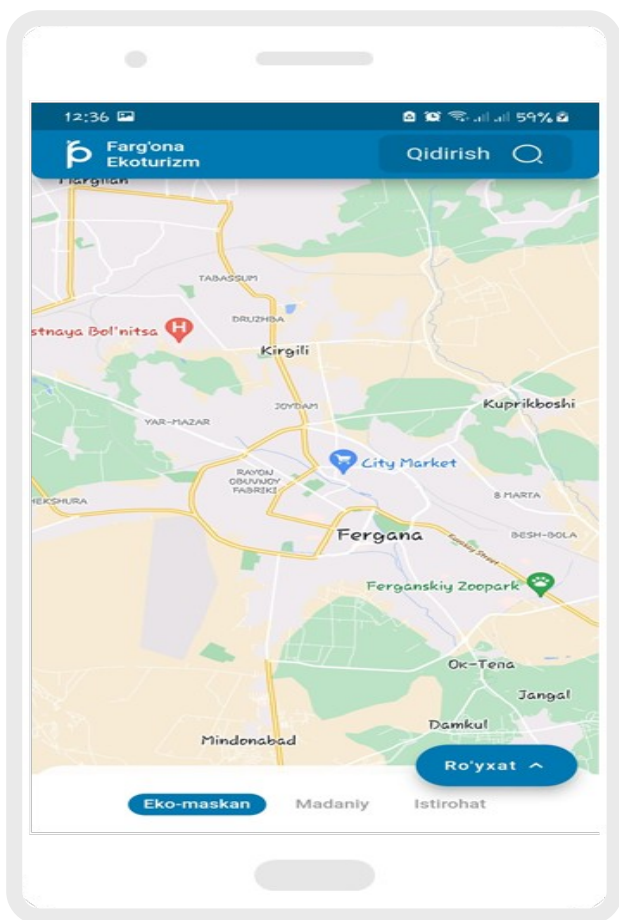 12:36
59%
Farg'ona
Ekoturizm
Qidirish
Margilan
TABASSUM
DRUZHBA
stnaya Bol'nitsa
H
Kirgili
JOYDAM
Kuprikboshi
YAR-MAZAR
City Market
RAYON
OBUVNOY
FABRIKI
8 MARTA
HEKSHURA
Fergana
BESH-BOLA
Ferganskiy Zoopark
Ok-Tepa
Jangal
Damkul
Mindonabad
Ro'yxat
Eko-maskan
Madaniy
Istirohat